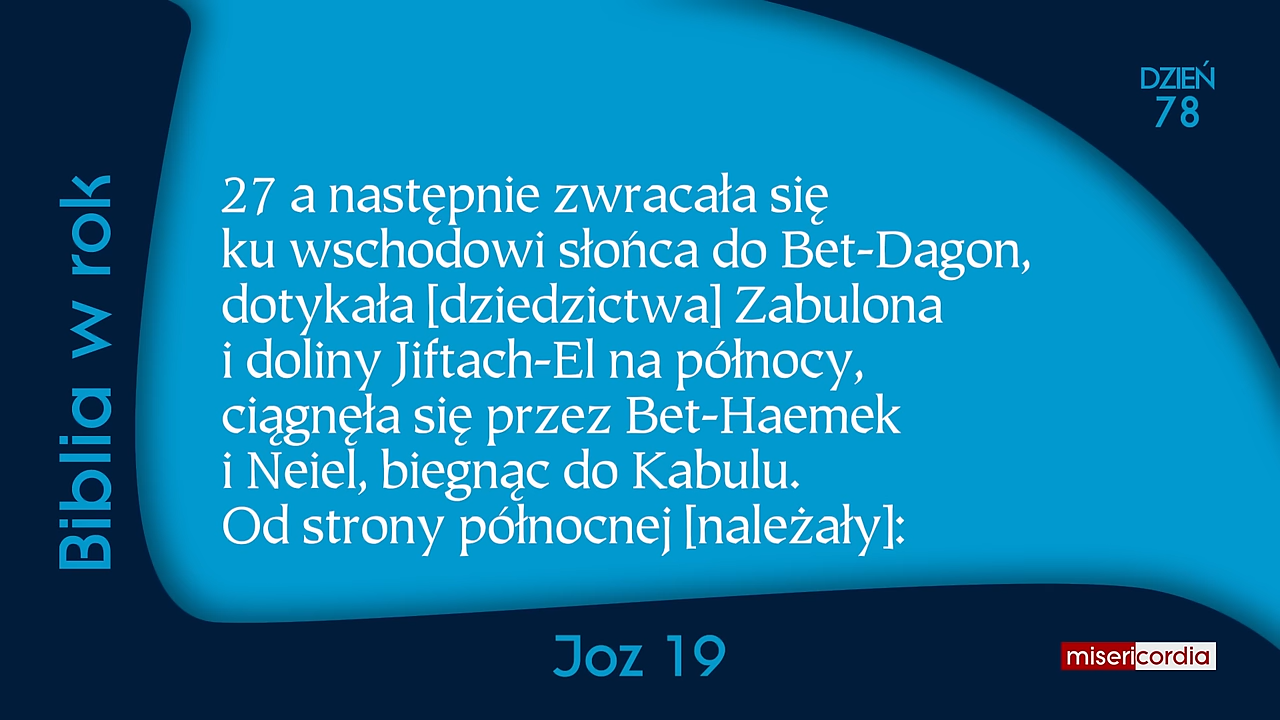 DZIEŃ
78
Biblia w rok
27 a następnie zwracała się
ku wschodowi słońca do Bet-Dagon,
dotykała [dziedzictwa] Zabulona
i doliny Jiftach-El na północy,
ciągnęła się przez Bet-Haemek
i Neiel, biegnąc do Kabulu.
Od strony północnej [należały]:
Joz 19
misericordia